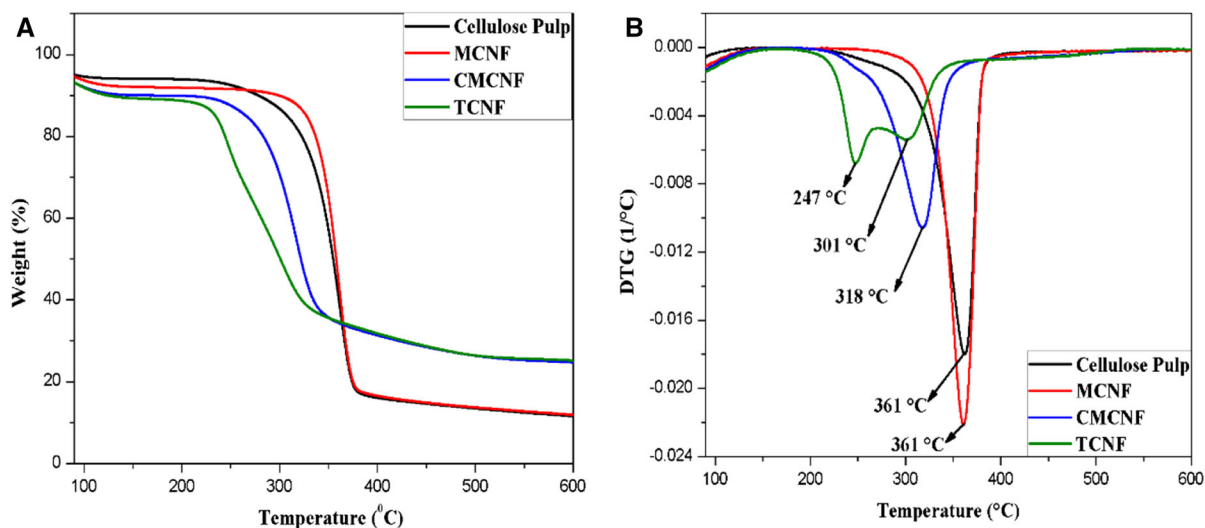 A
Weight (%)
100
80
60
40
20
0
100
200
300
400
500
600
Temperature (⁰C)
Cellulose Pulp
MCNF
CMCNF
TCNF
B
DTG (1/°C)
0.000
-0.004
-0.008
-0.012
-0.016
-0.020
-0.024
100
200
300
400
500
600
Temperature (°C)
247 °C
301 °C
318 °C
361 °C
361 °C
Cellulose Pulp
MCNF
CMCNF
TCNF